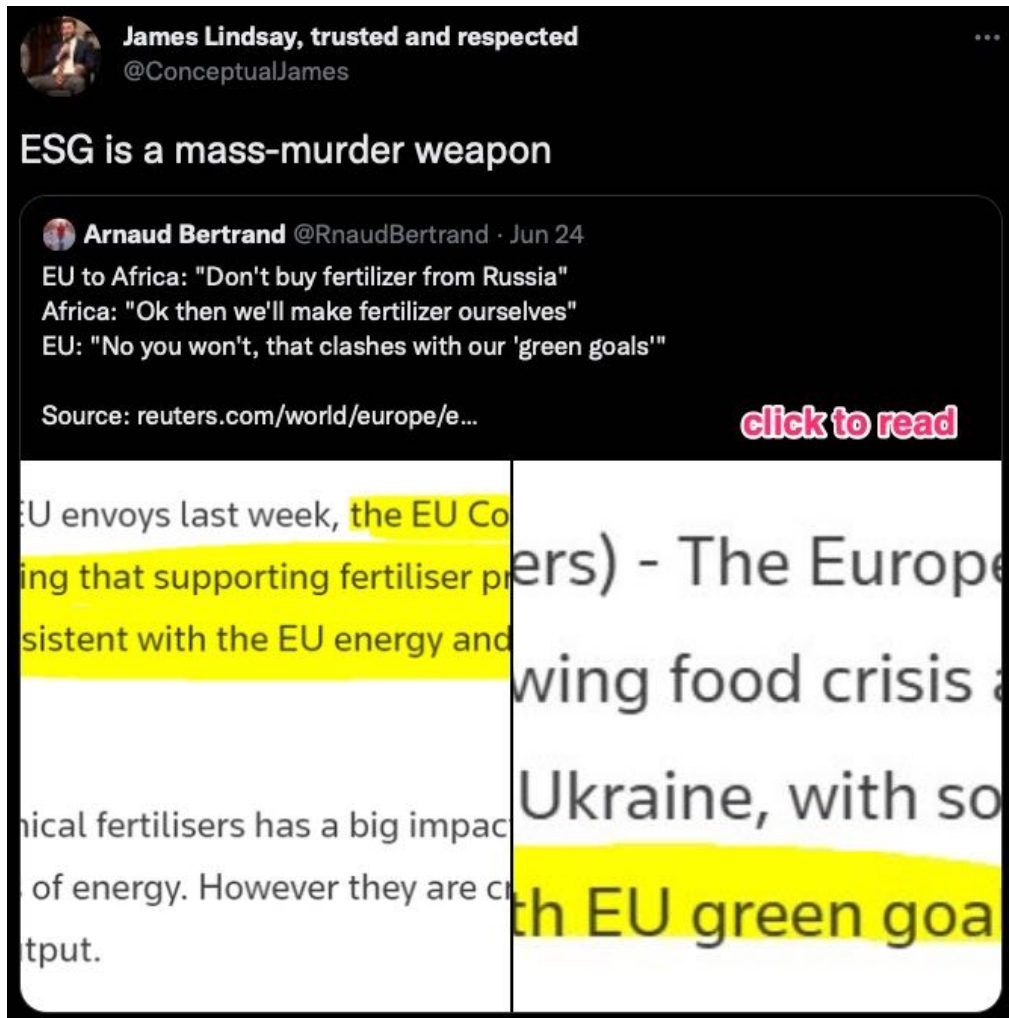 James Lindsay, trusted and respected
@ConceptualJames
ESG is a mass-murder weapon
Arnaud Bertrand @RnaudBertrand · Jun 24
EU to Africa: "Don't buy fertilizer from Russia"
Africa: "Ok then we'll make fertilizer ourselves"
EU: "No you won't, that clashes with our 'green goals'"
Source: reuters.com/world/europe/e...
click to read
EU envoys last week, the EU Co
ing that supporting fertiliser pr
sistent with the EU energy and
nical fertilisers has a big impac
of energy. However they are cr
tput.
ers) - The Europe
wing food crisis a
Ukraine, with so
th EU green goa